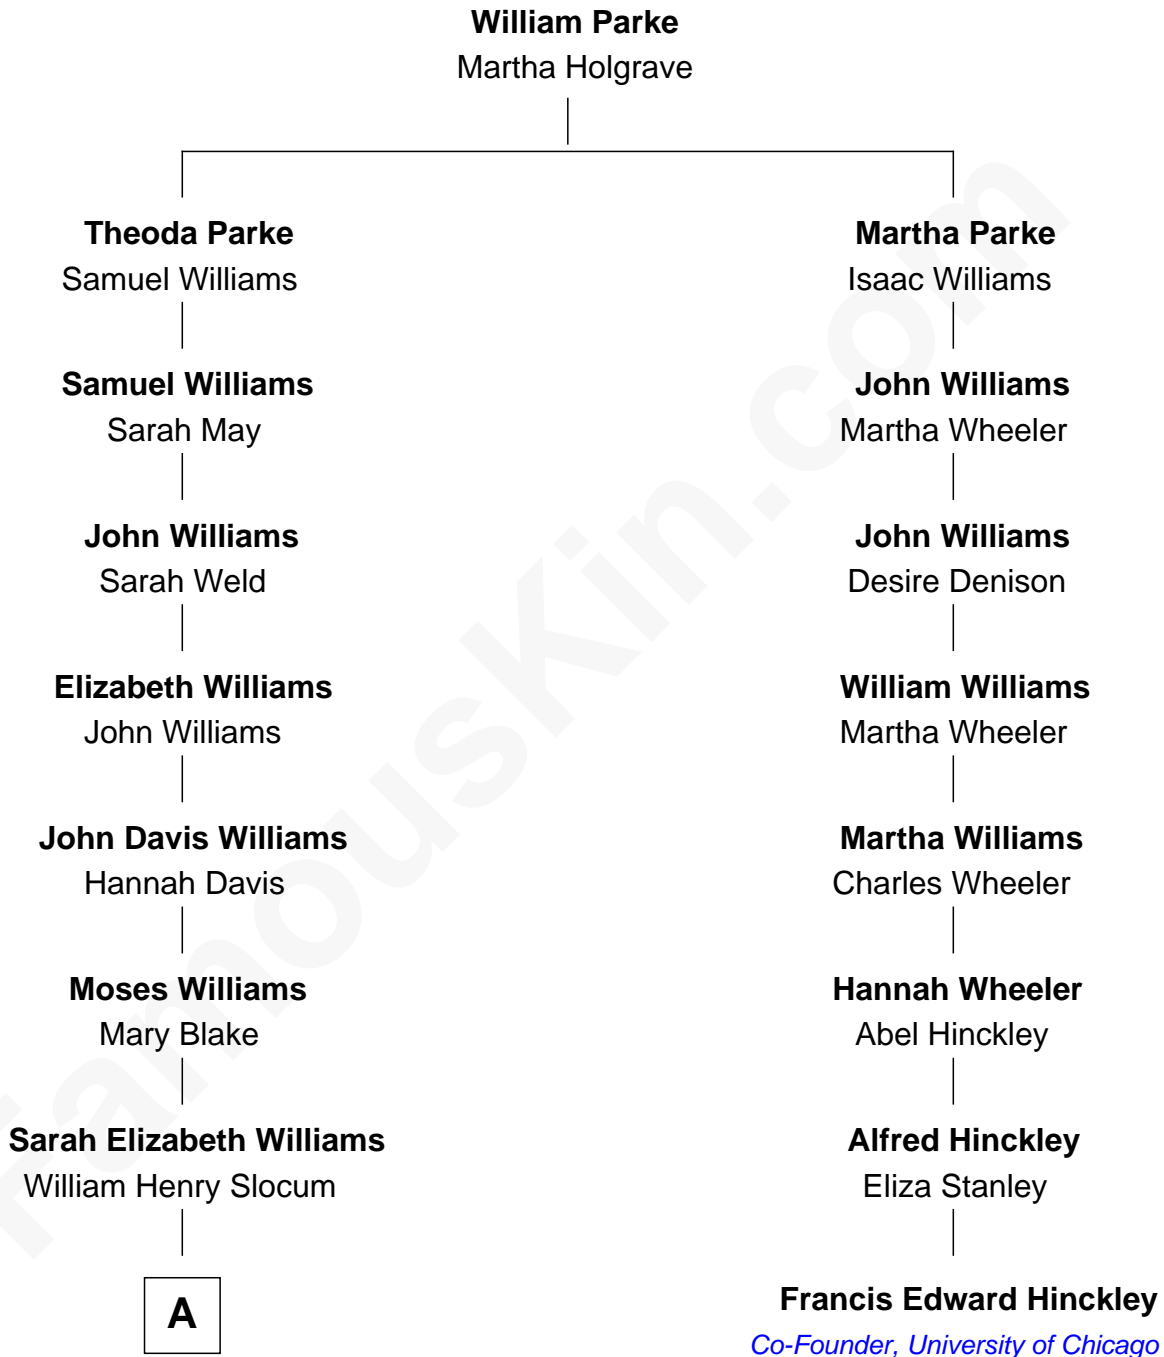 William Parke
Martha Holgrave
Theoda Parke
Samuel Williams
Martha Parke
Isaac Williams
Samuel Williams
Sarah May
John Williams
Martha Wheeler
John Williams
Sarah Weld
John Williams
Desire Denison
Elizabeth Williams
John Williams
William Williams
Martha Wheeler
John Davis Williams
Hannah Davis
Martha Williams
Charles Wheeler
Moses Williams
Mary Blake
Hannah Wheeler
Abel Hinckley
Sarah Elizabeth Williams
William Henry Slocum
Alfred Hinckley
Eliza Stanley
A
Francis Edward Hinckley
Co-Founder, University of Chicago
FamousKin.com